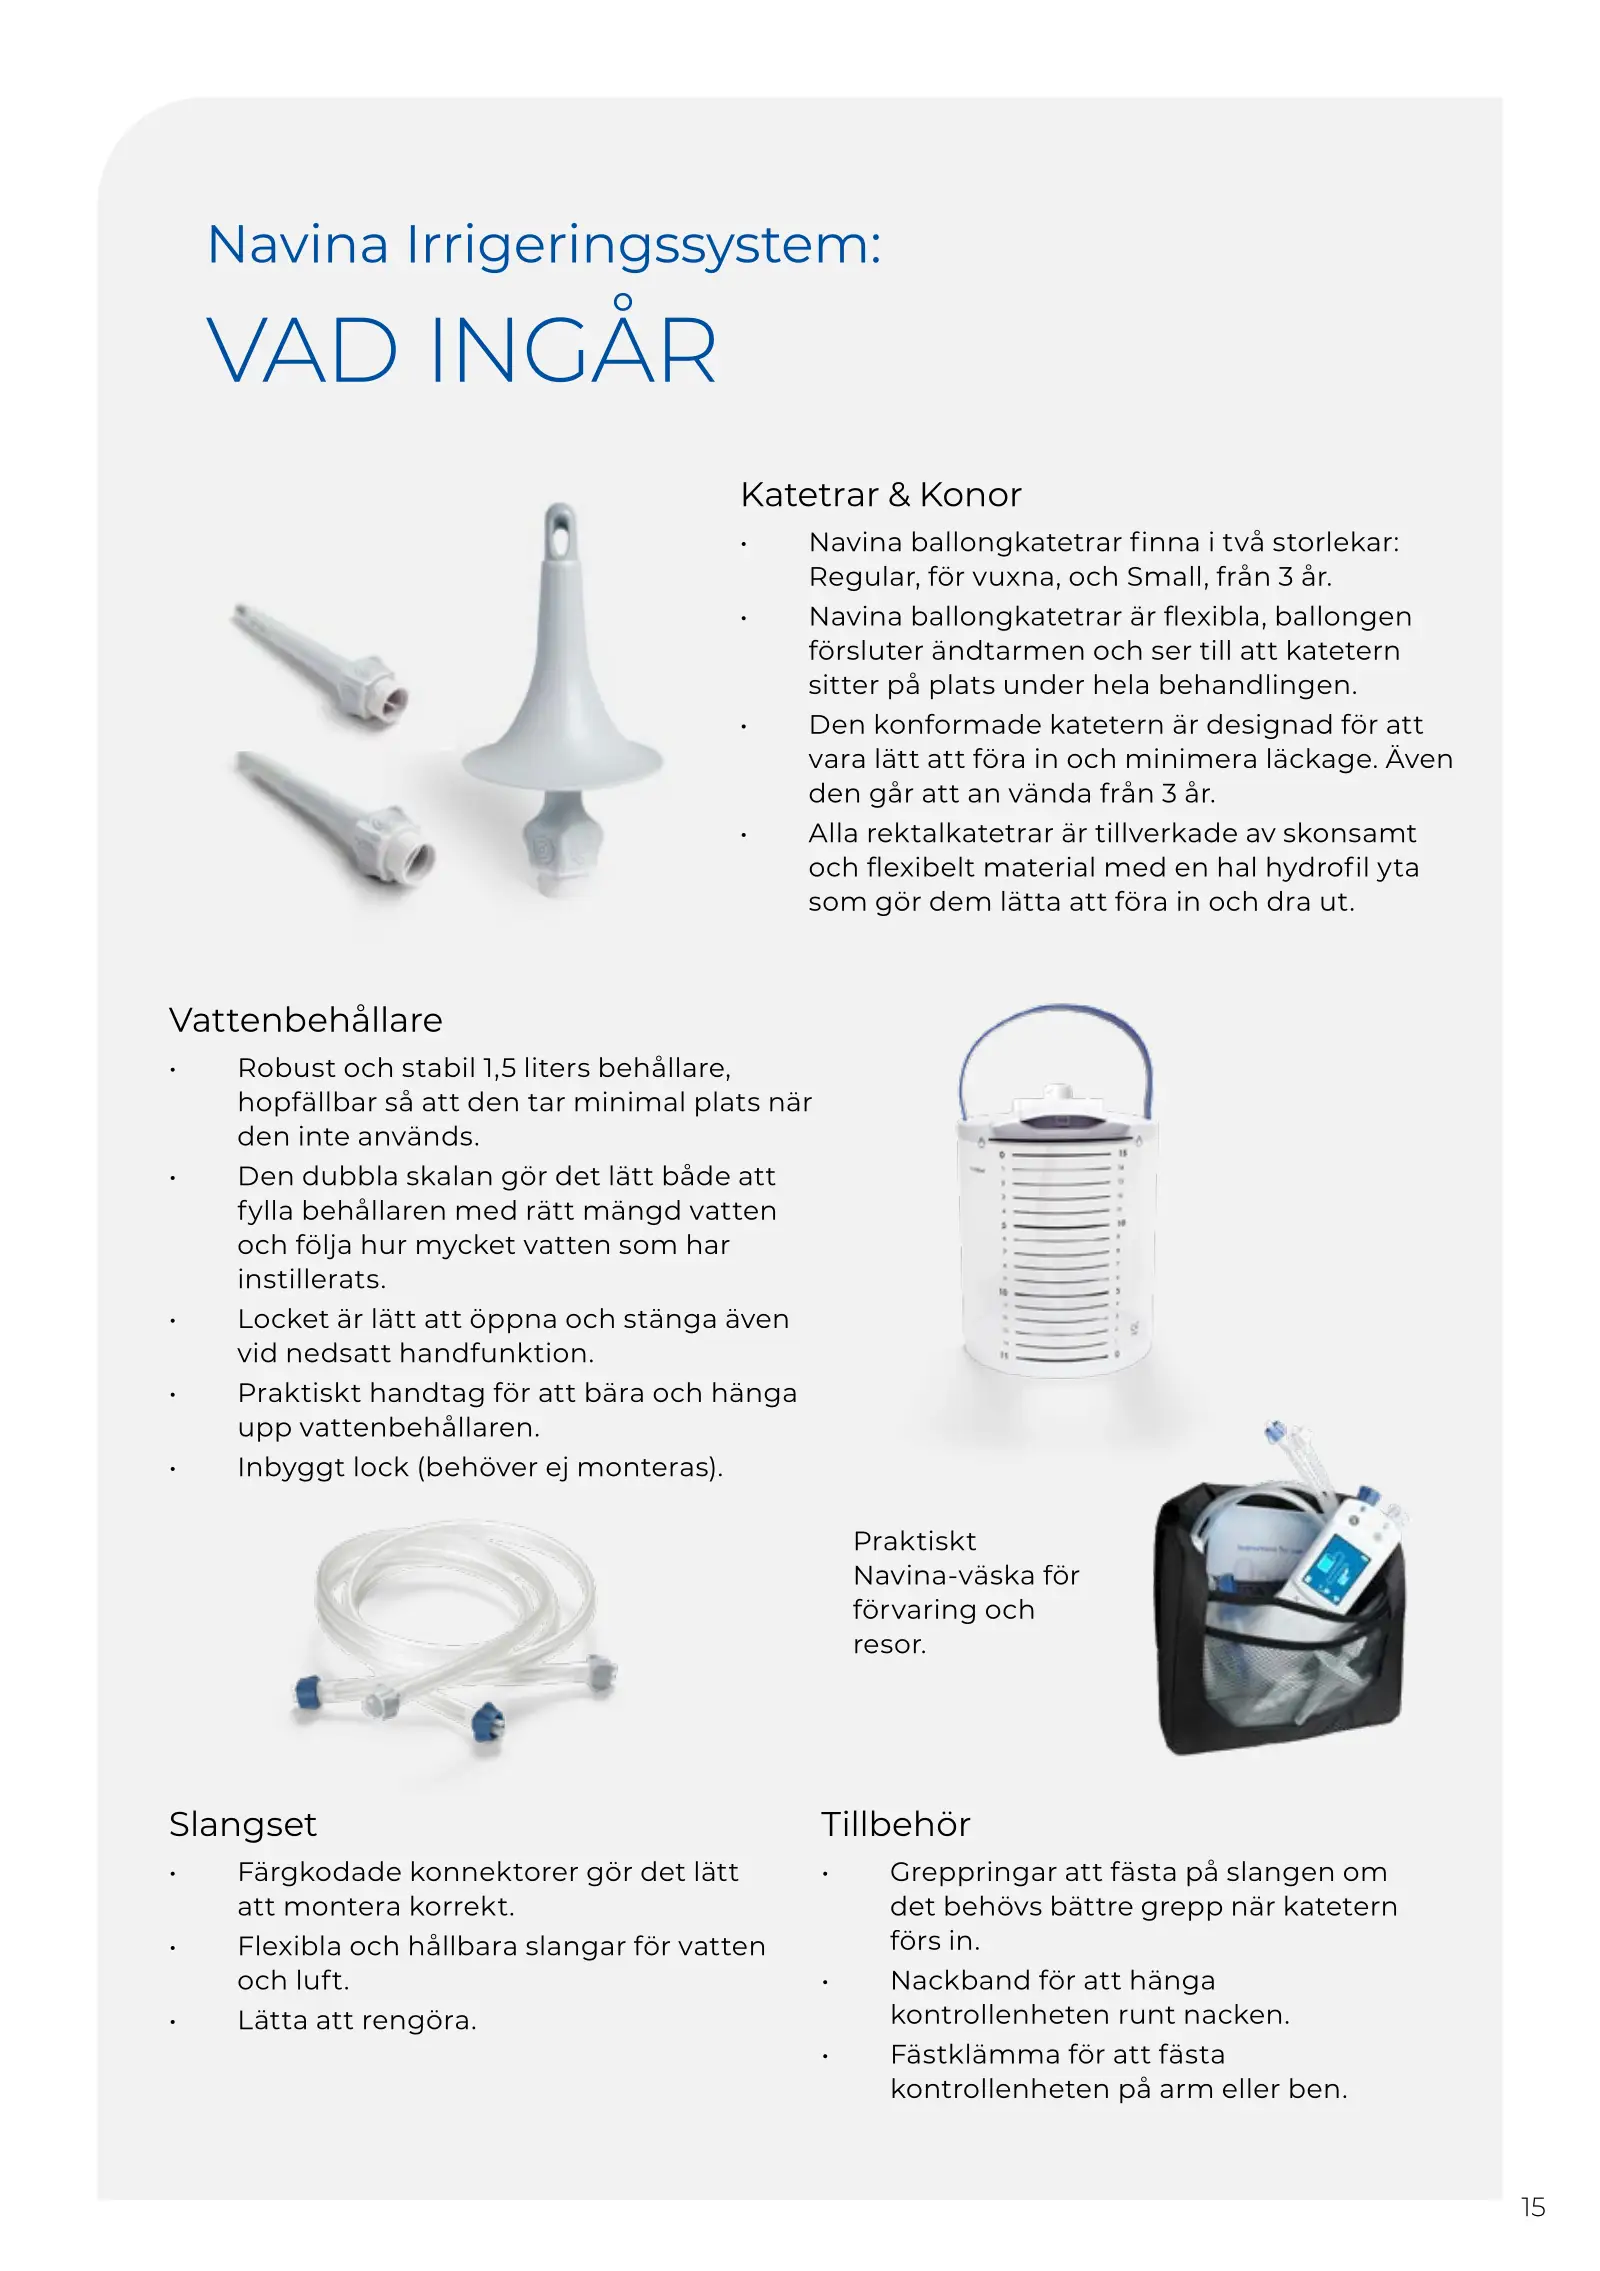 Navina Irrigeringssystem:
VAD INGÅR
Katetrar & Konor
• Navina ballongkatetrar finna i två storlekar:
Regular, för vuxna, och Small, från 3 år.
• Navina ballongkatetrar är flexibla, ballongen
försluter ändtarmen och ser till att katetern
sitter på plats under hela behandlingen.
• Den konformade katetern är designad för att
vara lätt att föra in och minimera läckage. Även
den går att an vända från 3 år.
• Alla rektalkatetrar är tillverkade av skonsamt
och flexibelt material med en hal hydrofil yta
som gör dem lätta att föra in och dra ut.
Vattenbehållare
• Robust och stabil 1,5 liters behållare,
hopfällbar så att den tar minimal plats när
den inte används.
• Den dubbla skalan gör det lätt både att
fylla behållaren med rätt mängd vatten
och följa hur mycket vatten som har
instillerats.
• Locket är lätt att öppna och stänga även
vid nedsatt handfunktion.
• Praktiskt handtag för att bära och hänga
upp vattenbehållaren.
• Inbyggt lock (behöver ej monteras).
Praktiskt
Navina-väska för
förvaring och
resor.
Slangset
• Färgkodade konnektorer gör det lätt
att montera korrekt.
• Flexibla och hållbara slangar för vatten
och luft.
• Lätta att rengöra.
Tillbehör
• Greppringar att fästa på slangen om
det behövs bättre grepp när katetern
förs in.
• Nackband för att hänga
kontrollenheten runt nacken.
• Fästklämma för att fästa
kontrollenheten på arm eller ben.
15